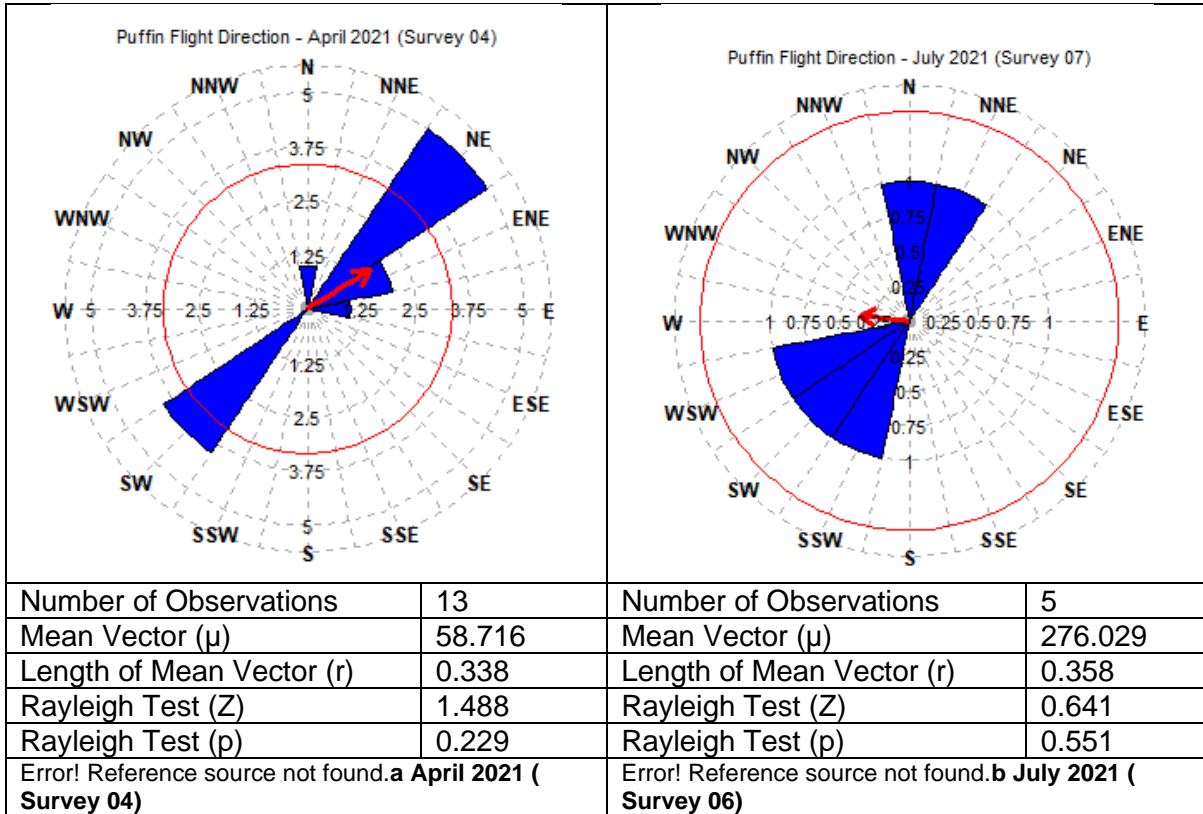 Puffin Flight Direction - April 2021 (Survey 04)
N
NNW NNE
5
NW NE
3.75
2.5
WNW ENE
1.25
W 5 3.75 2.5 1.25 1.25 2.5 3.75 5 E
1.25
WSW ESE
2.5
3.75
SW SE
5
SSW SSE
S
Puffin Flight Direction - July 2021 (Survey 07)
N
NNW NNE
NW NE
1
0.75
WNW ENE
0.5
0.25
W 1 0.75 0.5 0.25 0.25 0.5 0.75 1 E
0.25
0.5
WSW ESE
0.75
1
SW SE
SSW SSE
S
Number of Observations 13
Mean Vector (µ) 58.716
Length of Mean Vector (r) 0.338
Rayleigh Test (Z) 1.488
Rayleigh Test (p) 0.229
Error! Reference source not found.a April 2021 (
Survey 04)
Number of Observations 5
Mean Vector (µ) 276.029
Length of Mean Vector (r) 0.358
Rayleigh Test (Z) 0.641
Rayleigh Test (p) 0.551
Error! Reference source not found.b July 2021 (
Survey 06)